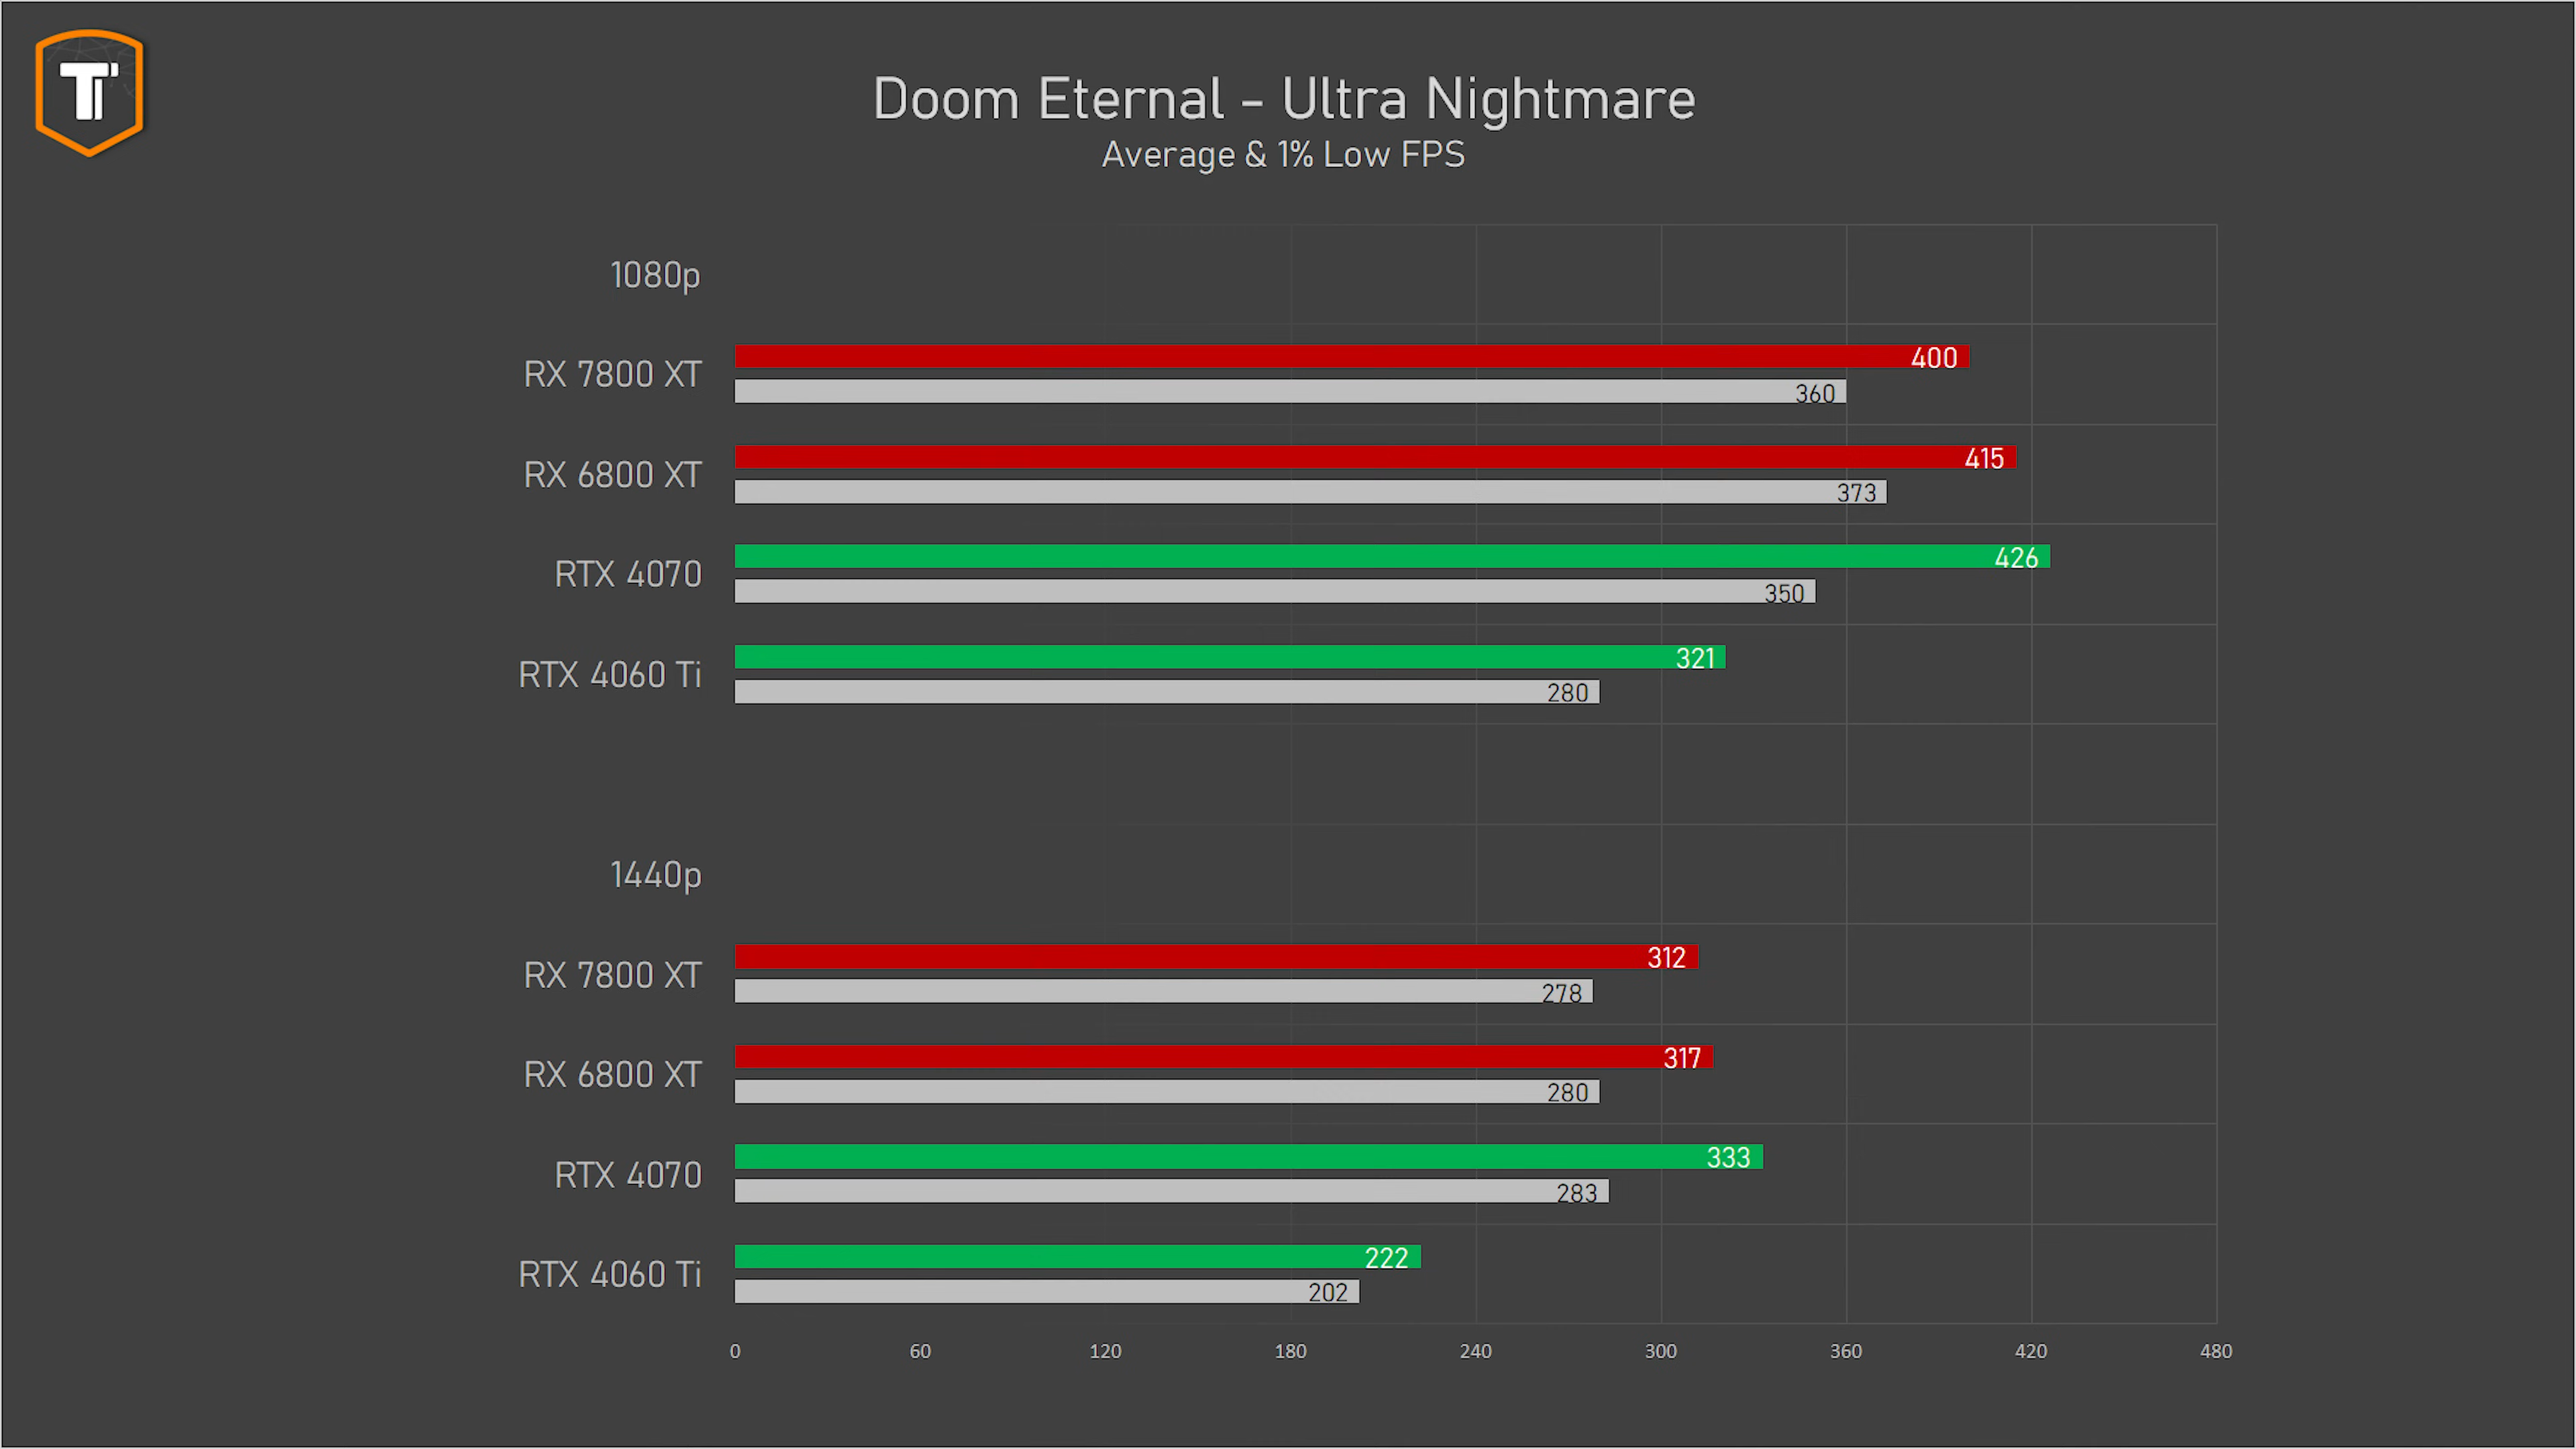 Ti
Doom Eternal - Ultra Nightmare
Average & 1% Low FPS
1080p
RX 7800 XT
400
360
RX 6800 XT
415
373
RTX 4070
426
350
RTX 4060 Ti
321
280
1440p
RX 7800 XT
312
278
RX 6800 XT
317
280
RTX 4070
333
283
RTX 4060 Ti
222
202
0 60 120 180 240 300 360 420 480